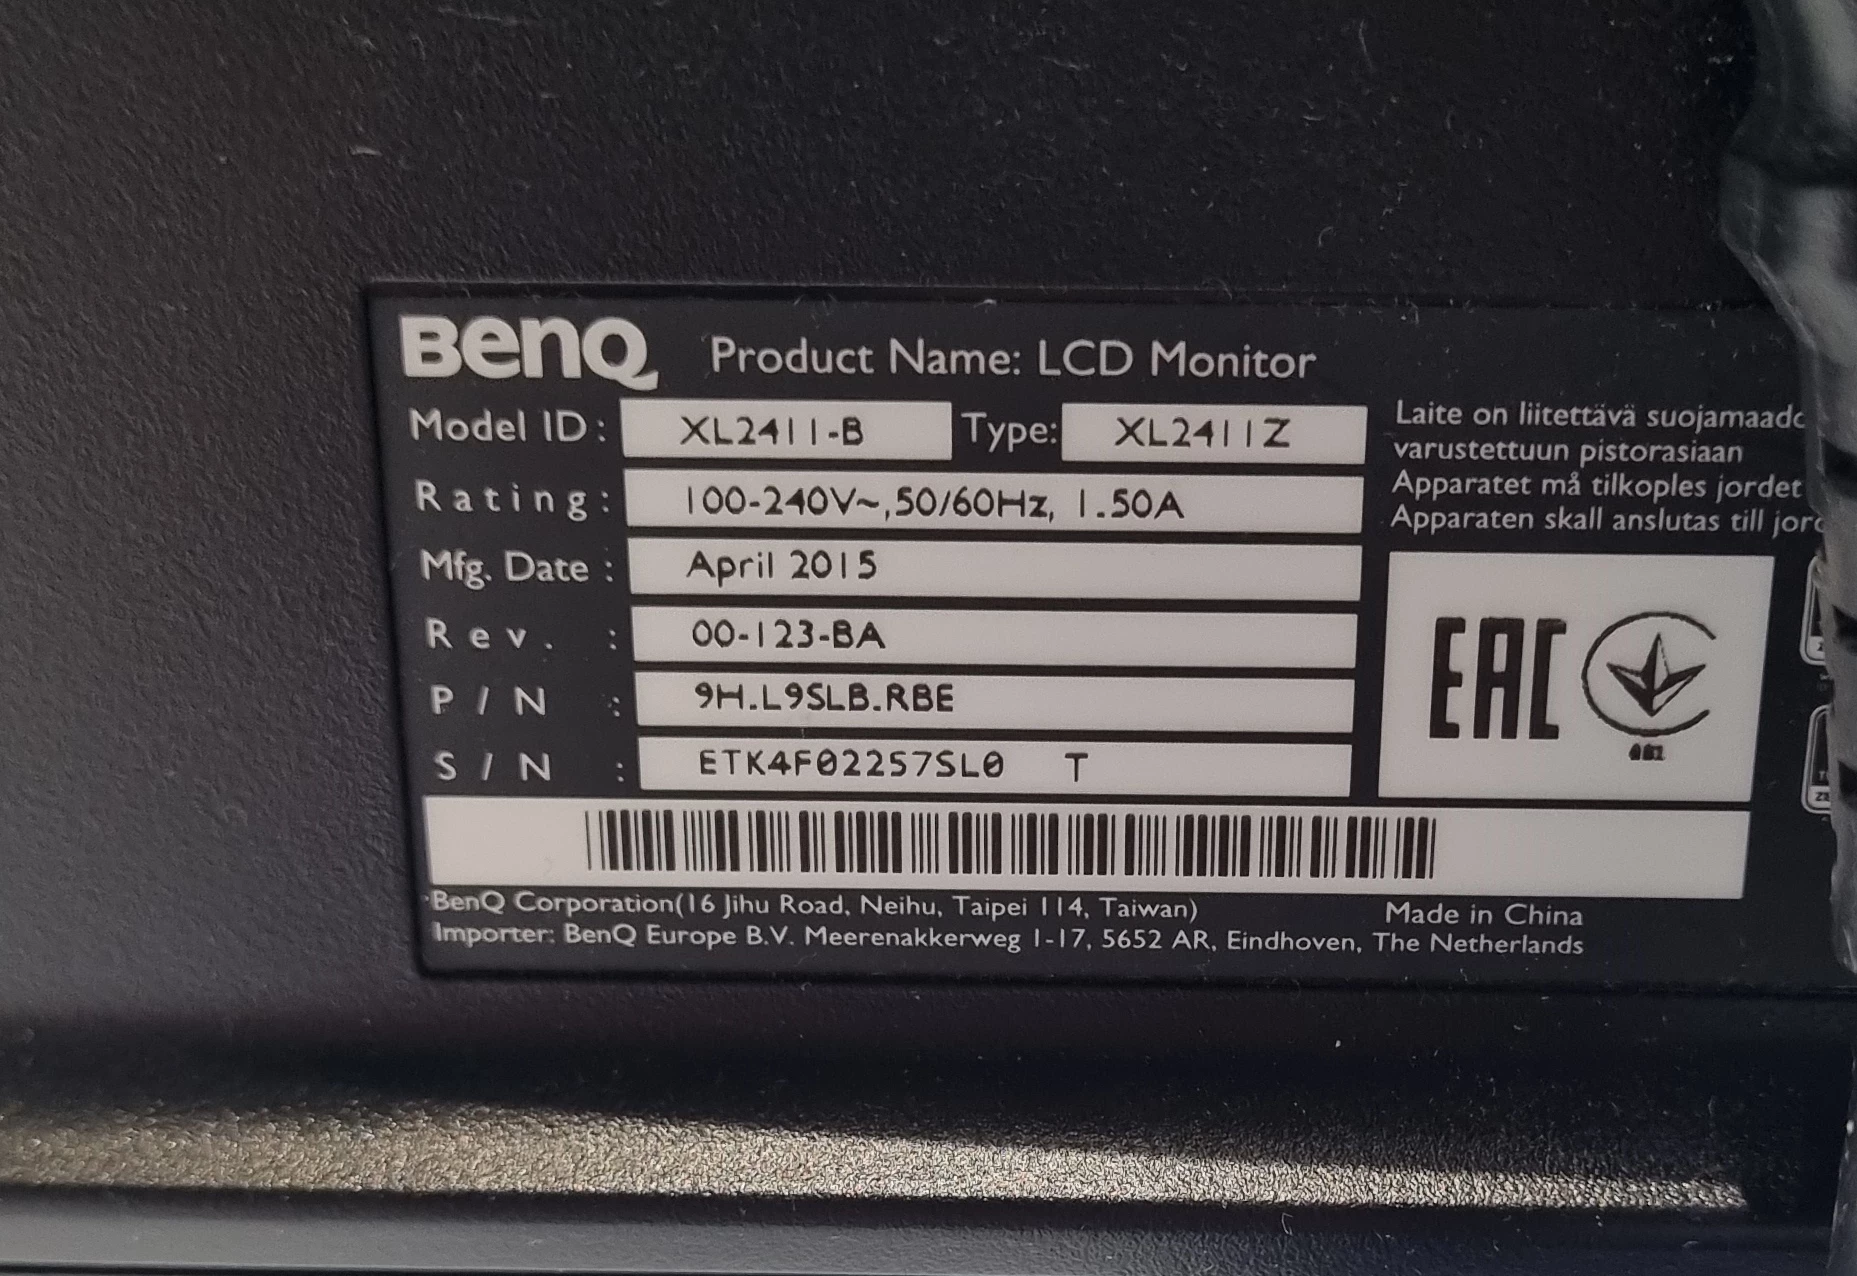 BenQ Product Name: LCD Monitor
Model ID: XL2411-B Type: XL2411Z
Rating: 100-240V~,50/60Hz, 1.50A
Mfg. Date: April 2015
Rev. : 00-123-BA
P/N : 9H.L9SLB.RBE
S/N : ETK4F02257SL0 T
Laite on liitettävä suojamaadc
varustettuun pistorasiaan
Apparatet må tilkoples jordet
Apparaten skall anslutas till jord
EAC
BenQ Corporation(16 Jihu Road, Neihu, Taipei 114, Taiwan) Made in China
Importer: BenQ Europe B.V. Meerenakkerweg 1-17, 5652 AR, Eindhoven, The Netherlands